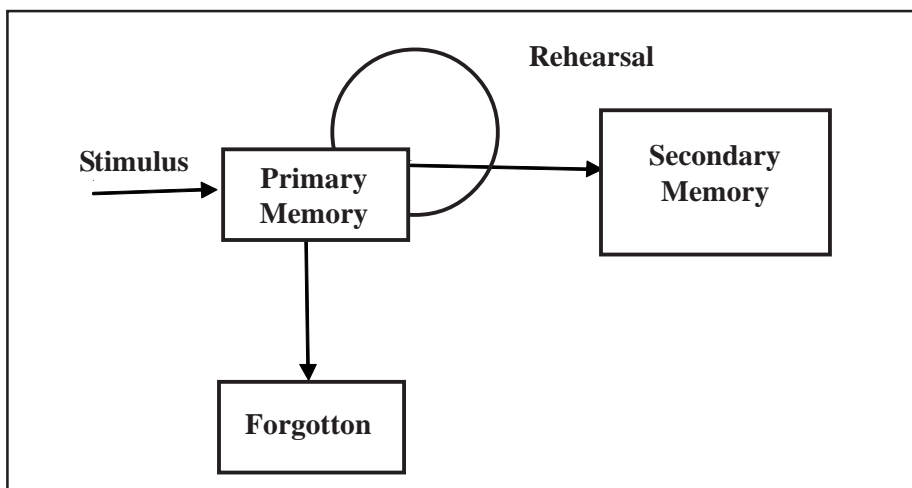 Rehearsal
Stimulus
Primary
Memory
Secondary
Memory
Forgotton